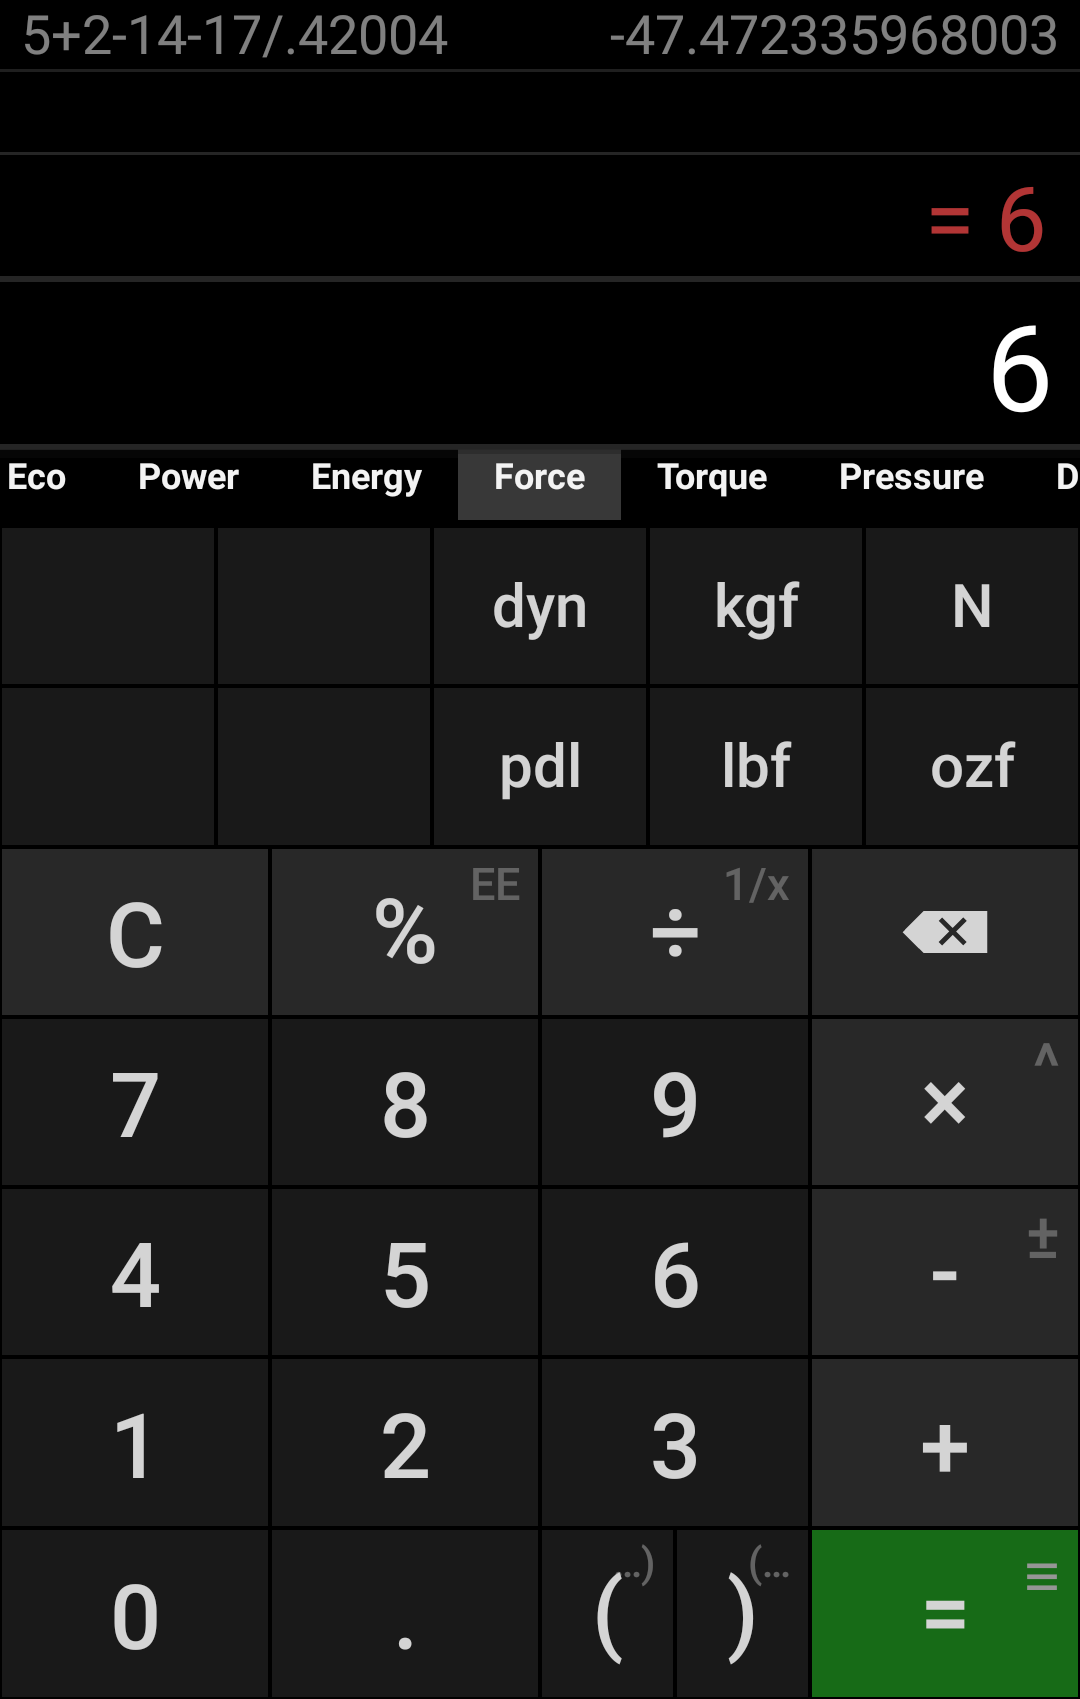 5+2-14-17/.42004 -47.472335968003
= 6
6
Eco Power Energy Force Torque Pressure D
dyn kgf N
pdl lbf ozf
C % EE ÷ 1/x
7 8 9 × ^
4 5 6 - ±
1 2 3 +
0 . ( ..) ) (... = ≡